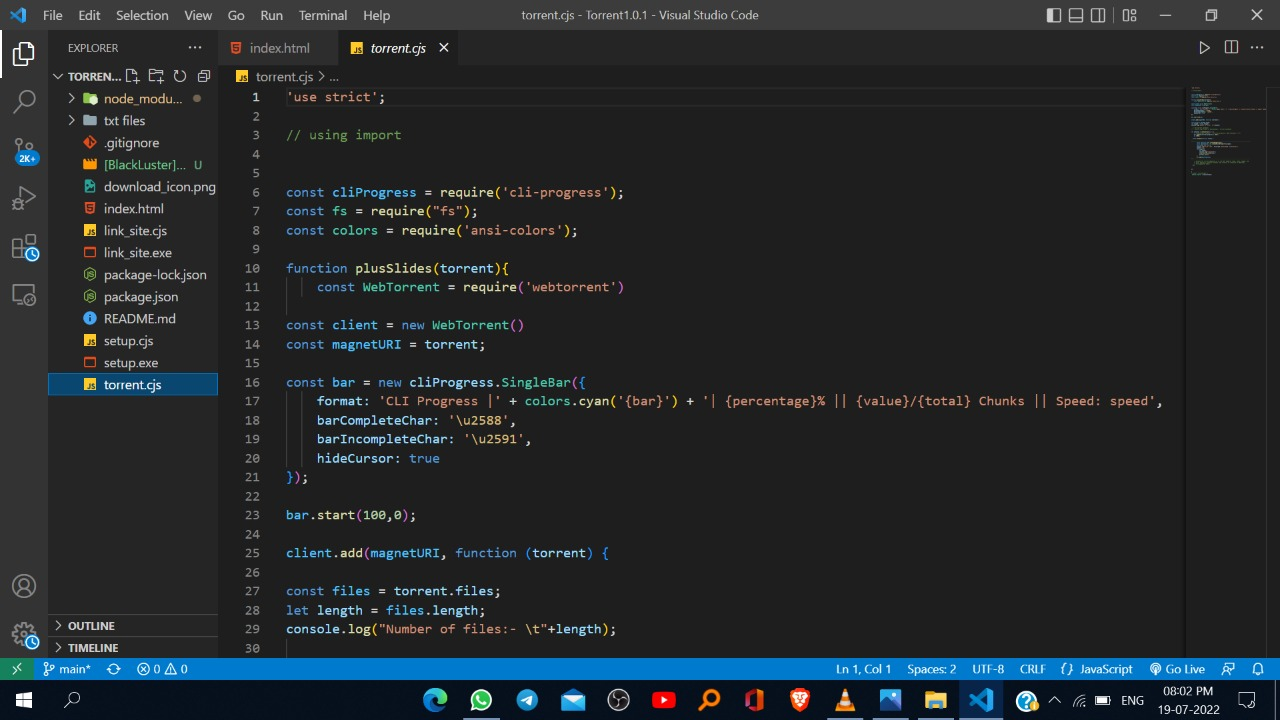 File Edit Selection View Go Run Terminal Help torrent.cjs - Torrent1.0.1 - Visual Studio Code
EXPLORER
TORREN...
node_modu...
txt files
.gitignore
[BlackLuster]... U
download_icon.png
index.html
link_site.cjs
link_site.exe
package-lock.json
package.json
README.md
setup.cjs
setup.exe
torrent.cjs
OUTLINE
TIMELINE
2K+
index.html torrent.cjs
torrent.cjs > ...
1 'use strict';
2
3 // using import
4
5
6 const cliProgress = require('cli-progress');
7 const fs = require("fs");
8 const colors = require('ansi-colors');
9
10 function plusSlides(torrent){
11 const WebTorrent = require('webtorrent')
12
13 const client = new WebTorrent()
14 const magnetURI = torrent;
15
16 const bar = new cliProgress.SingleBar({
17 format: 'CLI Progress |' + colors.cyan('{bar}') + '| {percentage}% || {value}/{total} Chunks || Speed: speed',
18 barCompleteChar: '\u2588',
19 barIncompleteChar: '\u2591',
20 hideCursor: true
21 });
22
23 bar.start(100,0);
24
25 client.add(magnetURI, function (torrent) {
26
27 const files = torrent.files;
28 let length = files.length;
29 console.log("Number of files:- \t"+length);
30
main* 0 0 Ln 1, Col 1 Spaces: 2 UTF-8 CRLF {} JavaScript Go Live
ENG
08:02 PM
19-07-2022